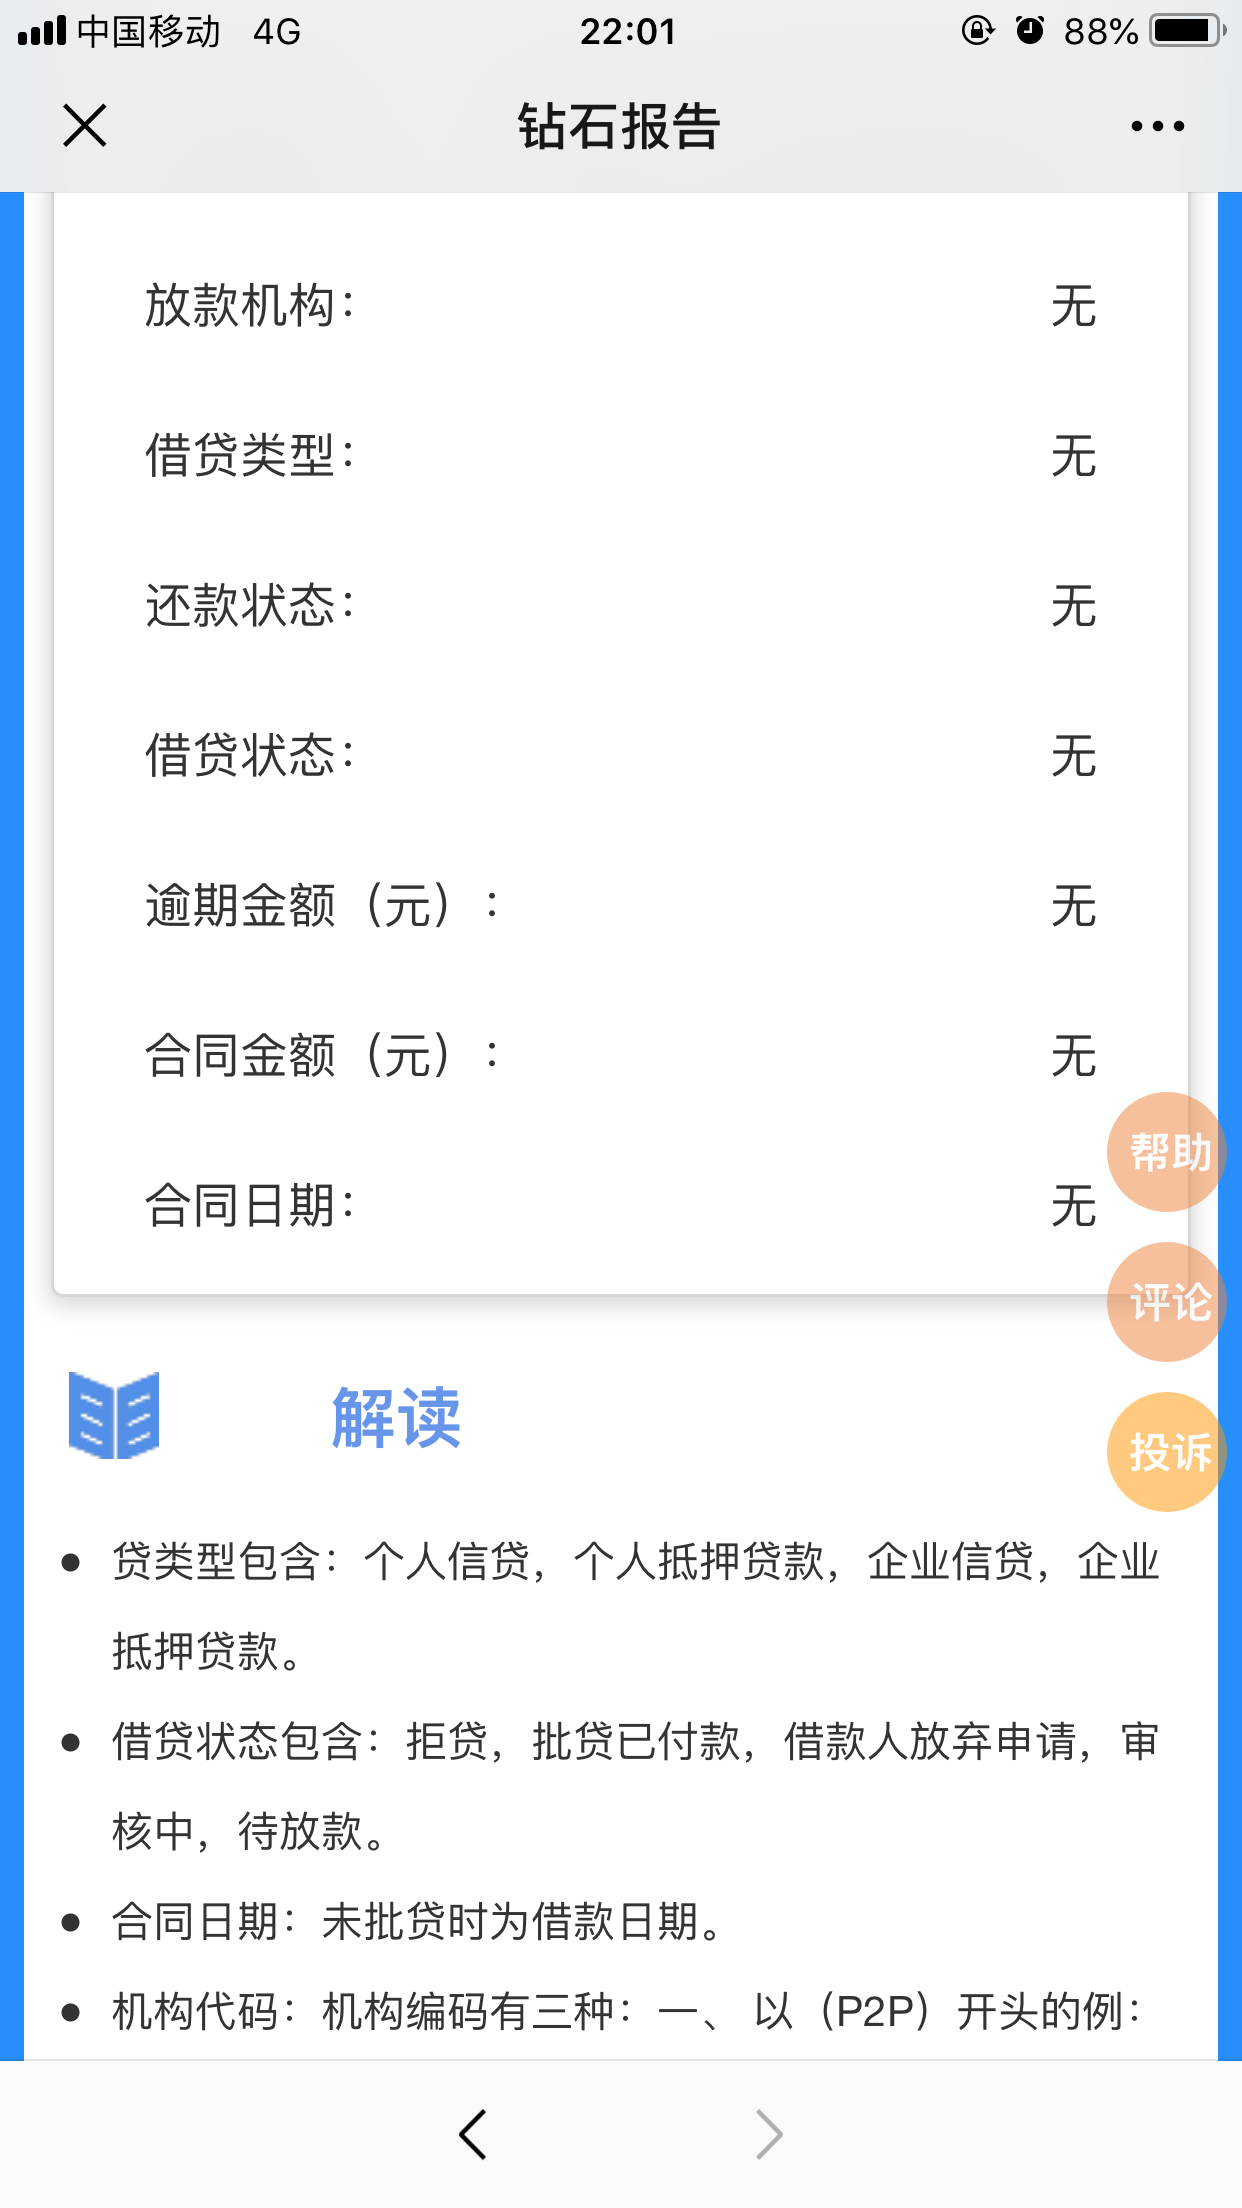 中国移动 4G 22:01 88%
钻石报告
放款机构： 无
借贷类型： 无
还款状态： 无
借贷状态： 无
逾期金额（元）： 无
合同金额（元）： 无
合同日期： 无
帮助
评论
投诉
解读
● 贷类型包含：个人信贷，个人抵押贷款，企业信贷，企业
抵押贷款。
● 借贷状态包含：拒贷，批贷已付款，借款人放弃申请，审
核中，待放款。
● 合同日期：未批贷时为借款日期。
● 机构代码：机构编码有三种：一、 以（P2P）开头的例：